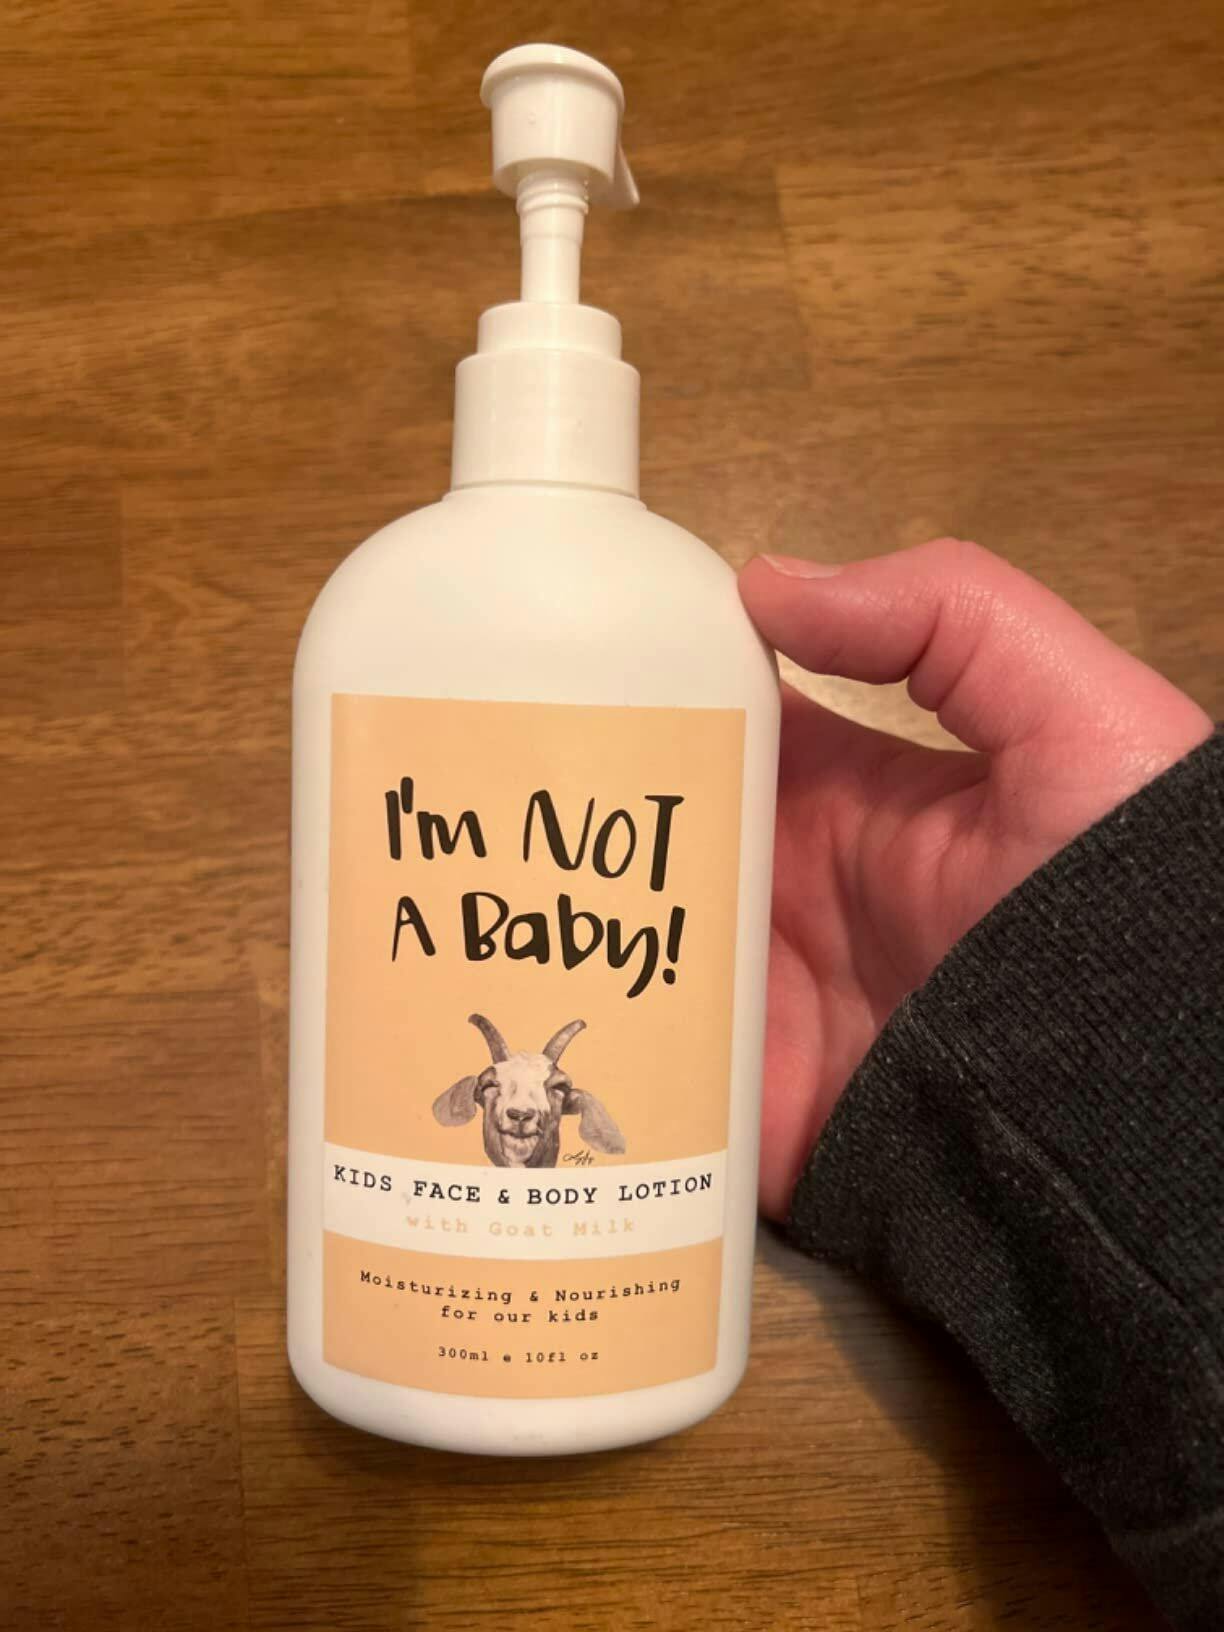 I'm NOT
A Baby!
KIDS FACE & BODY LOTION
with Goat Milk
Moisturizing & Nourishing
for our kids
300ml e 10fl oz